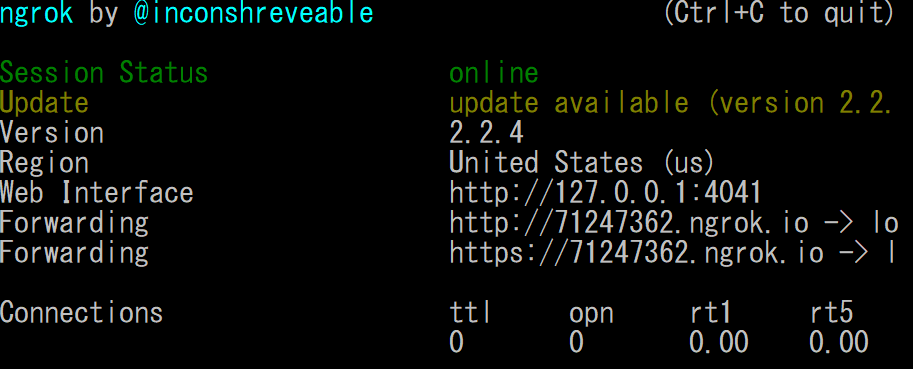 ngrok by @inconshreveable (Ctrl+C to quit)
Session Status online
Update update available (version 2.2.
Version 2.2.4
Region United States (us)
Web Interface http://127.0.0.1:4041
Forwarding http://71247362.ngrok.io -> lo
Forwarding https://71247362.ngrok.io -> l
Connections ttl opn rt1 rt5
0 0 0.00 0.00